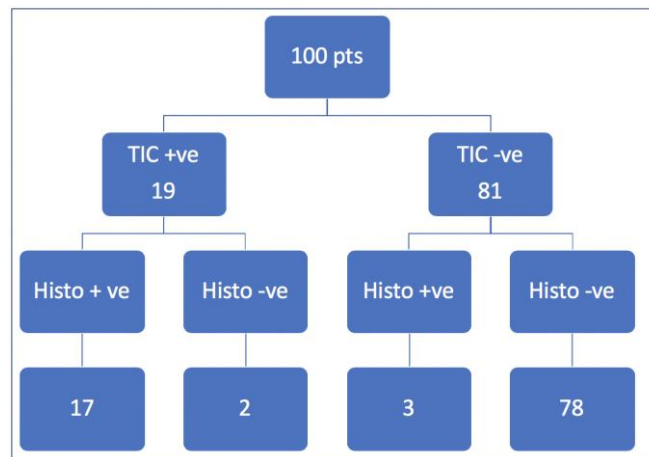 100 pts
TIC +ve
19
TIC -ve
81
Histo + ve
Histo -ve
Histo +ve
Histo -ve
17
2
3
78